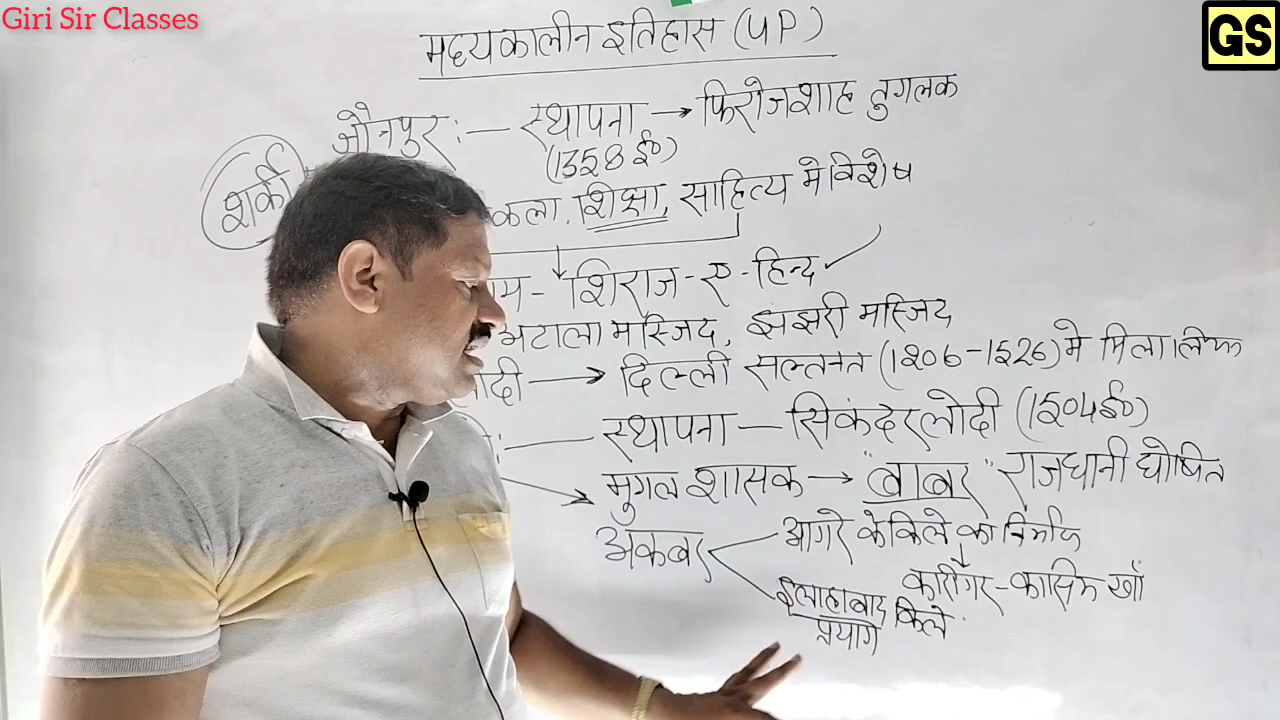 Giri Sir Classes
GS
मध्यकालीन इतिहास (UP)
जौनपुर :— स्थापना → फिरोजशाह तुगलक
(1358 ई०)
शर्की
कला, शिक्षा, साहित्य मे विशेष
नाम - शिराज-ए-हिन्द ✓
अटाला मस्जिद, झंझरी मस्जिद
→ दिल्ली सल्तनत (1206-1526) मे मिला लिया
:— स्थापना — सिकंदर लोदी (1504 ई०)
मुगल शासक → "बाबर" राजधानी घोषित
अकबर
आगरे के किले का निर्माण
कारीगर - कासिम खाँ
इलाहाबाद किले
प्रयाग